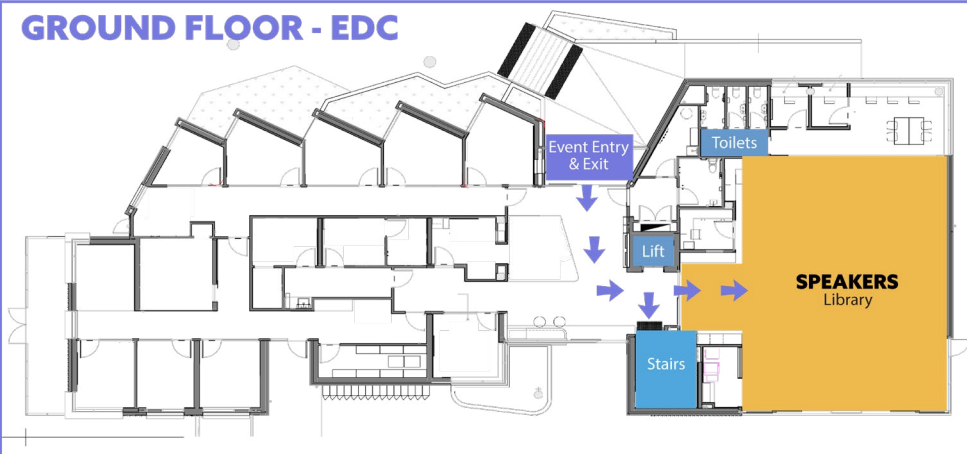 GROUND FLOOR - EDC
Event Entry
& Exit
Toilets
Lift
SPEAKERS
Library
Stairs